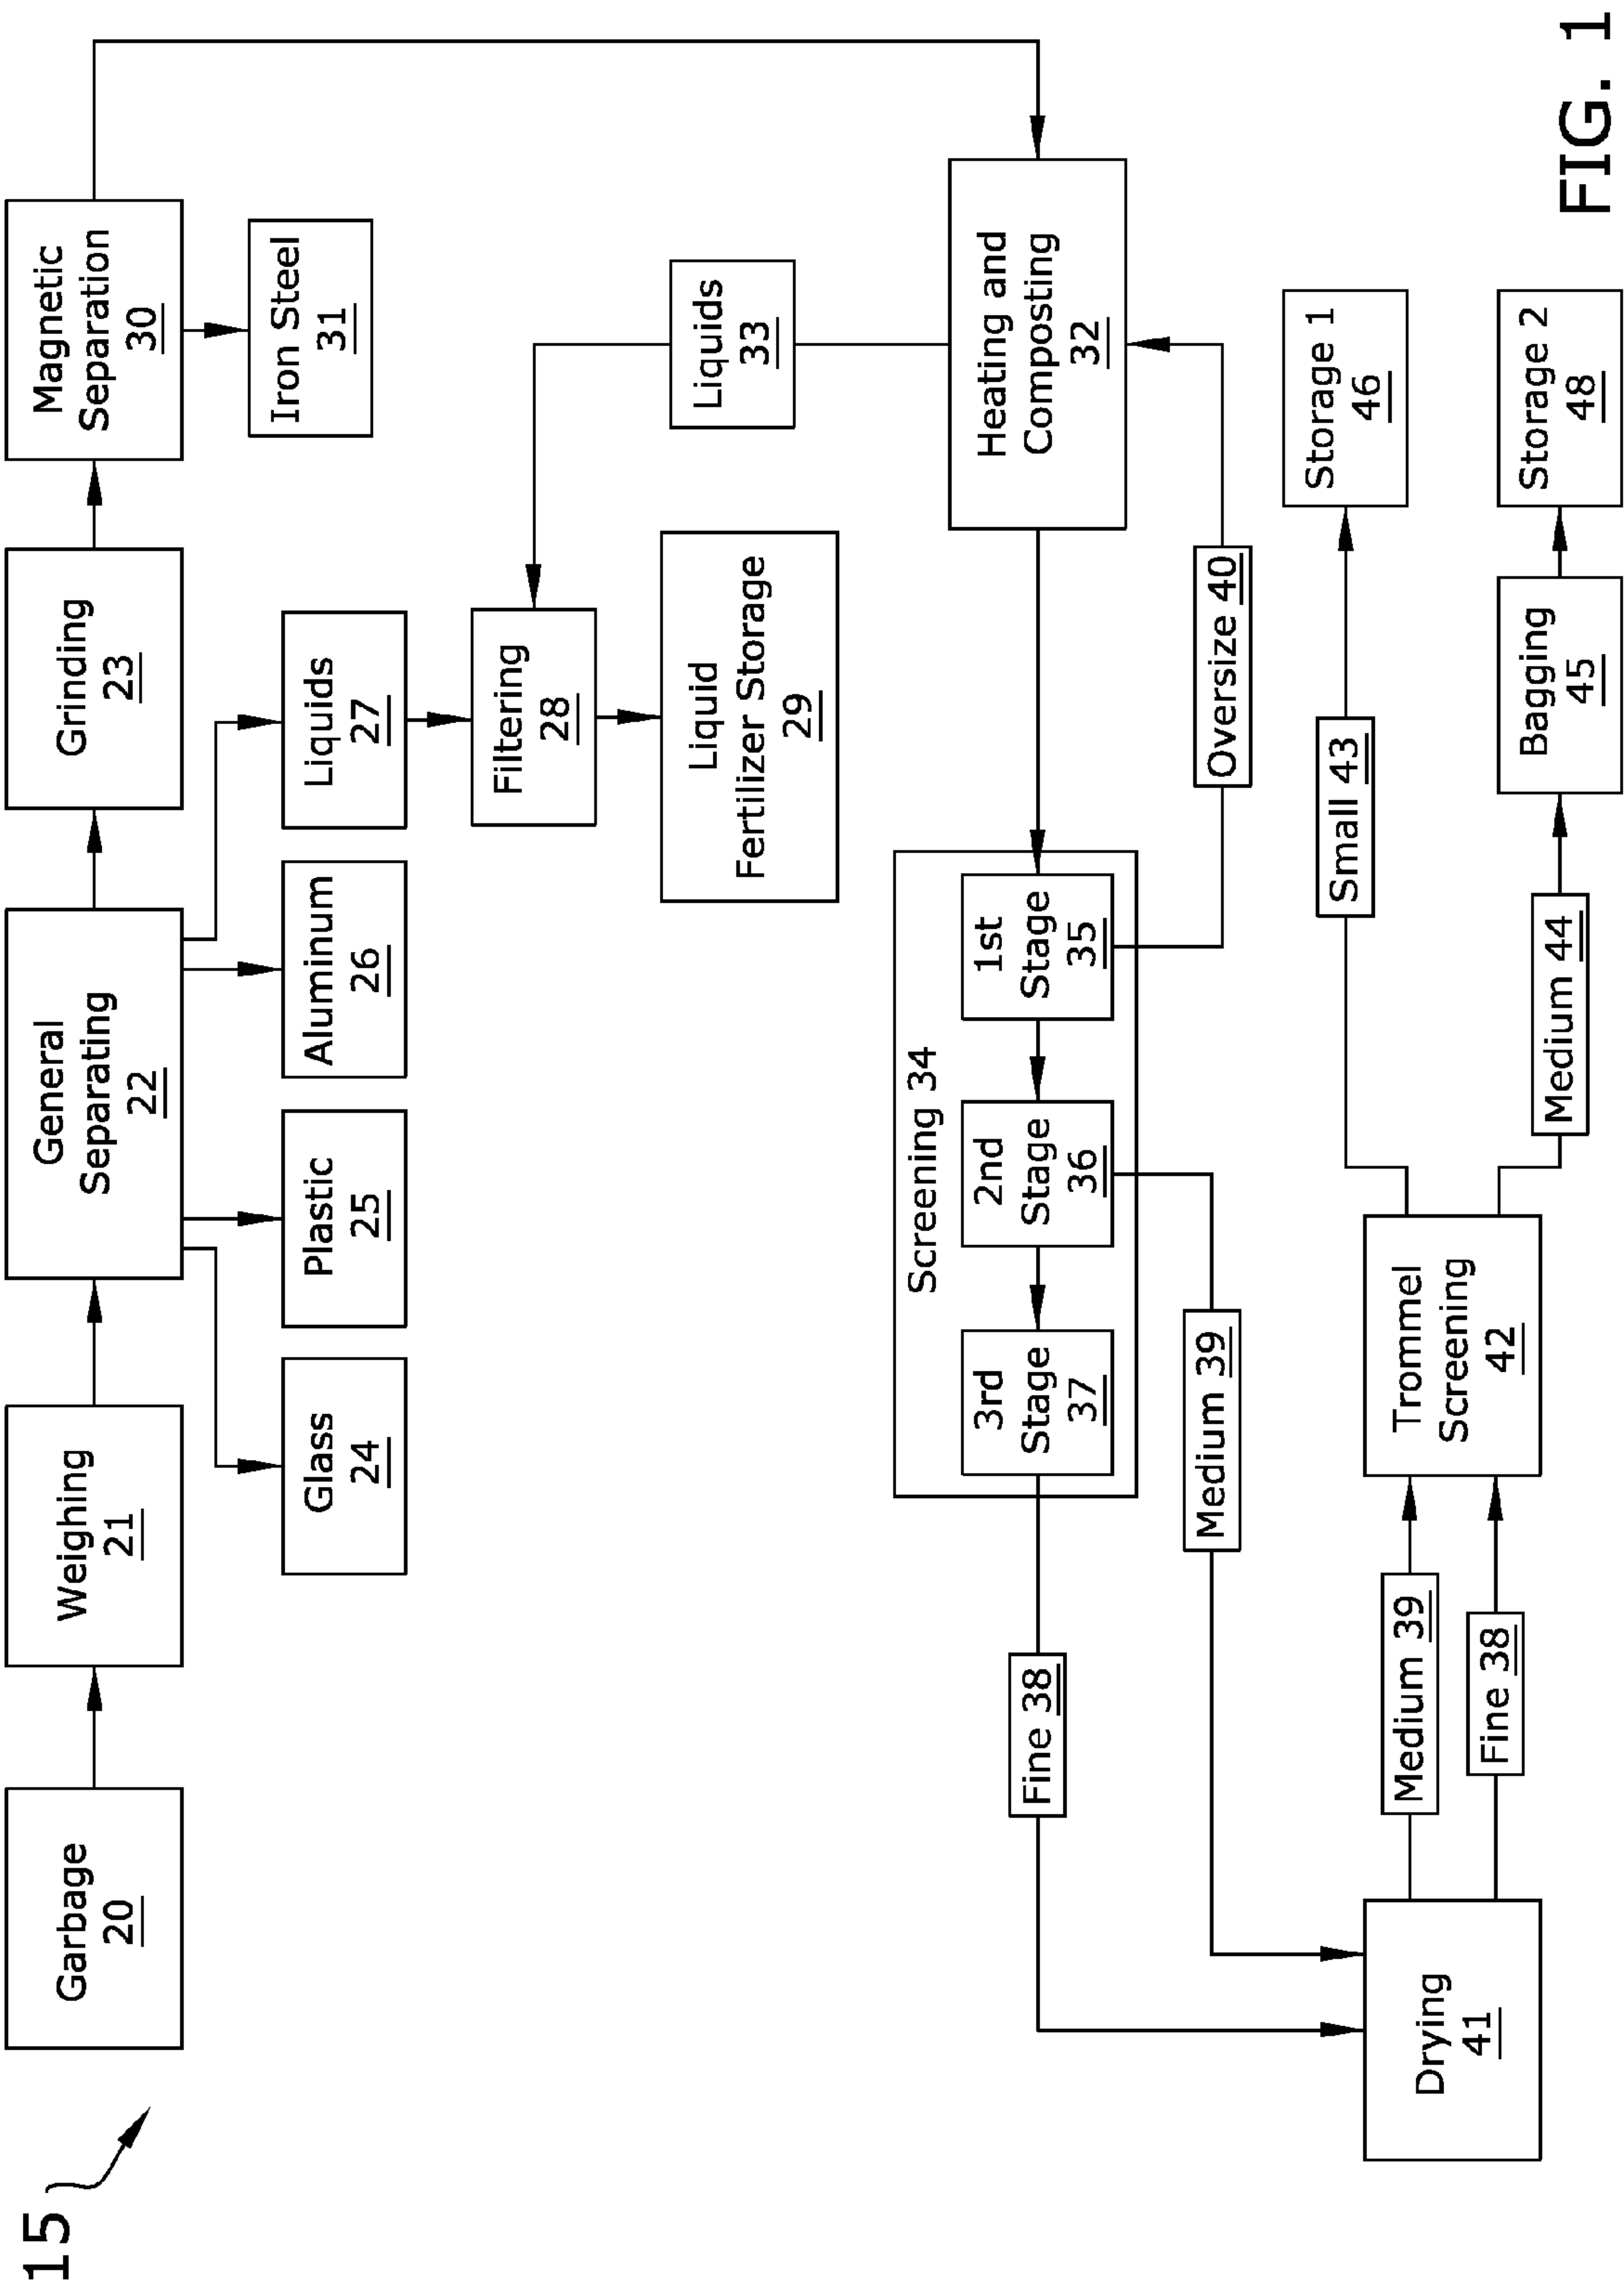 15
Garbage
20
Weighing
21
General
Separating
22
Grinding
23
Magnetic
Separation
30
Glass
24
Plastic
25
Aluminum
26
Liquids
27
Iron Steel
31
Filtering
28
Liquids
33
Liquid
Fertilizer Storage
29
Screening 34
3rd
Stage
37
2nd
Stage
36
1st
Stage
35
Heating and
Composting
32
Fine 38
Medium 39
Oversize 40
Drying
41
Medium 39
Fine 38
Trommel
Screening
42
Small 43
Storage 1
46
Medium 44
Bagging
45
Storage 2
48
FIG. 1